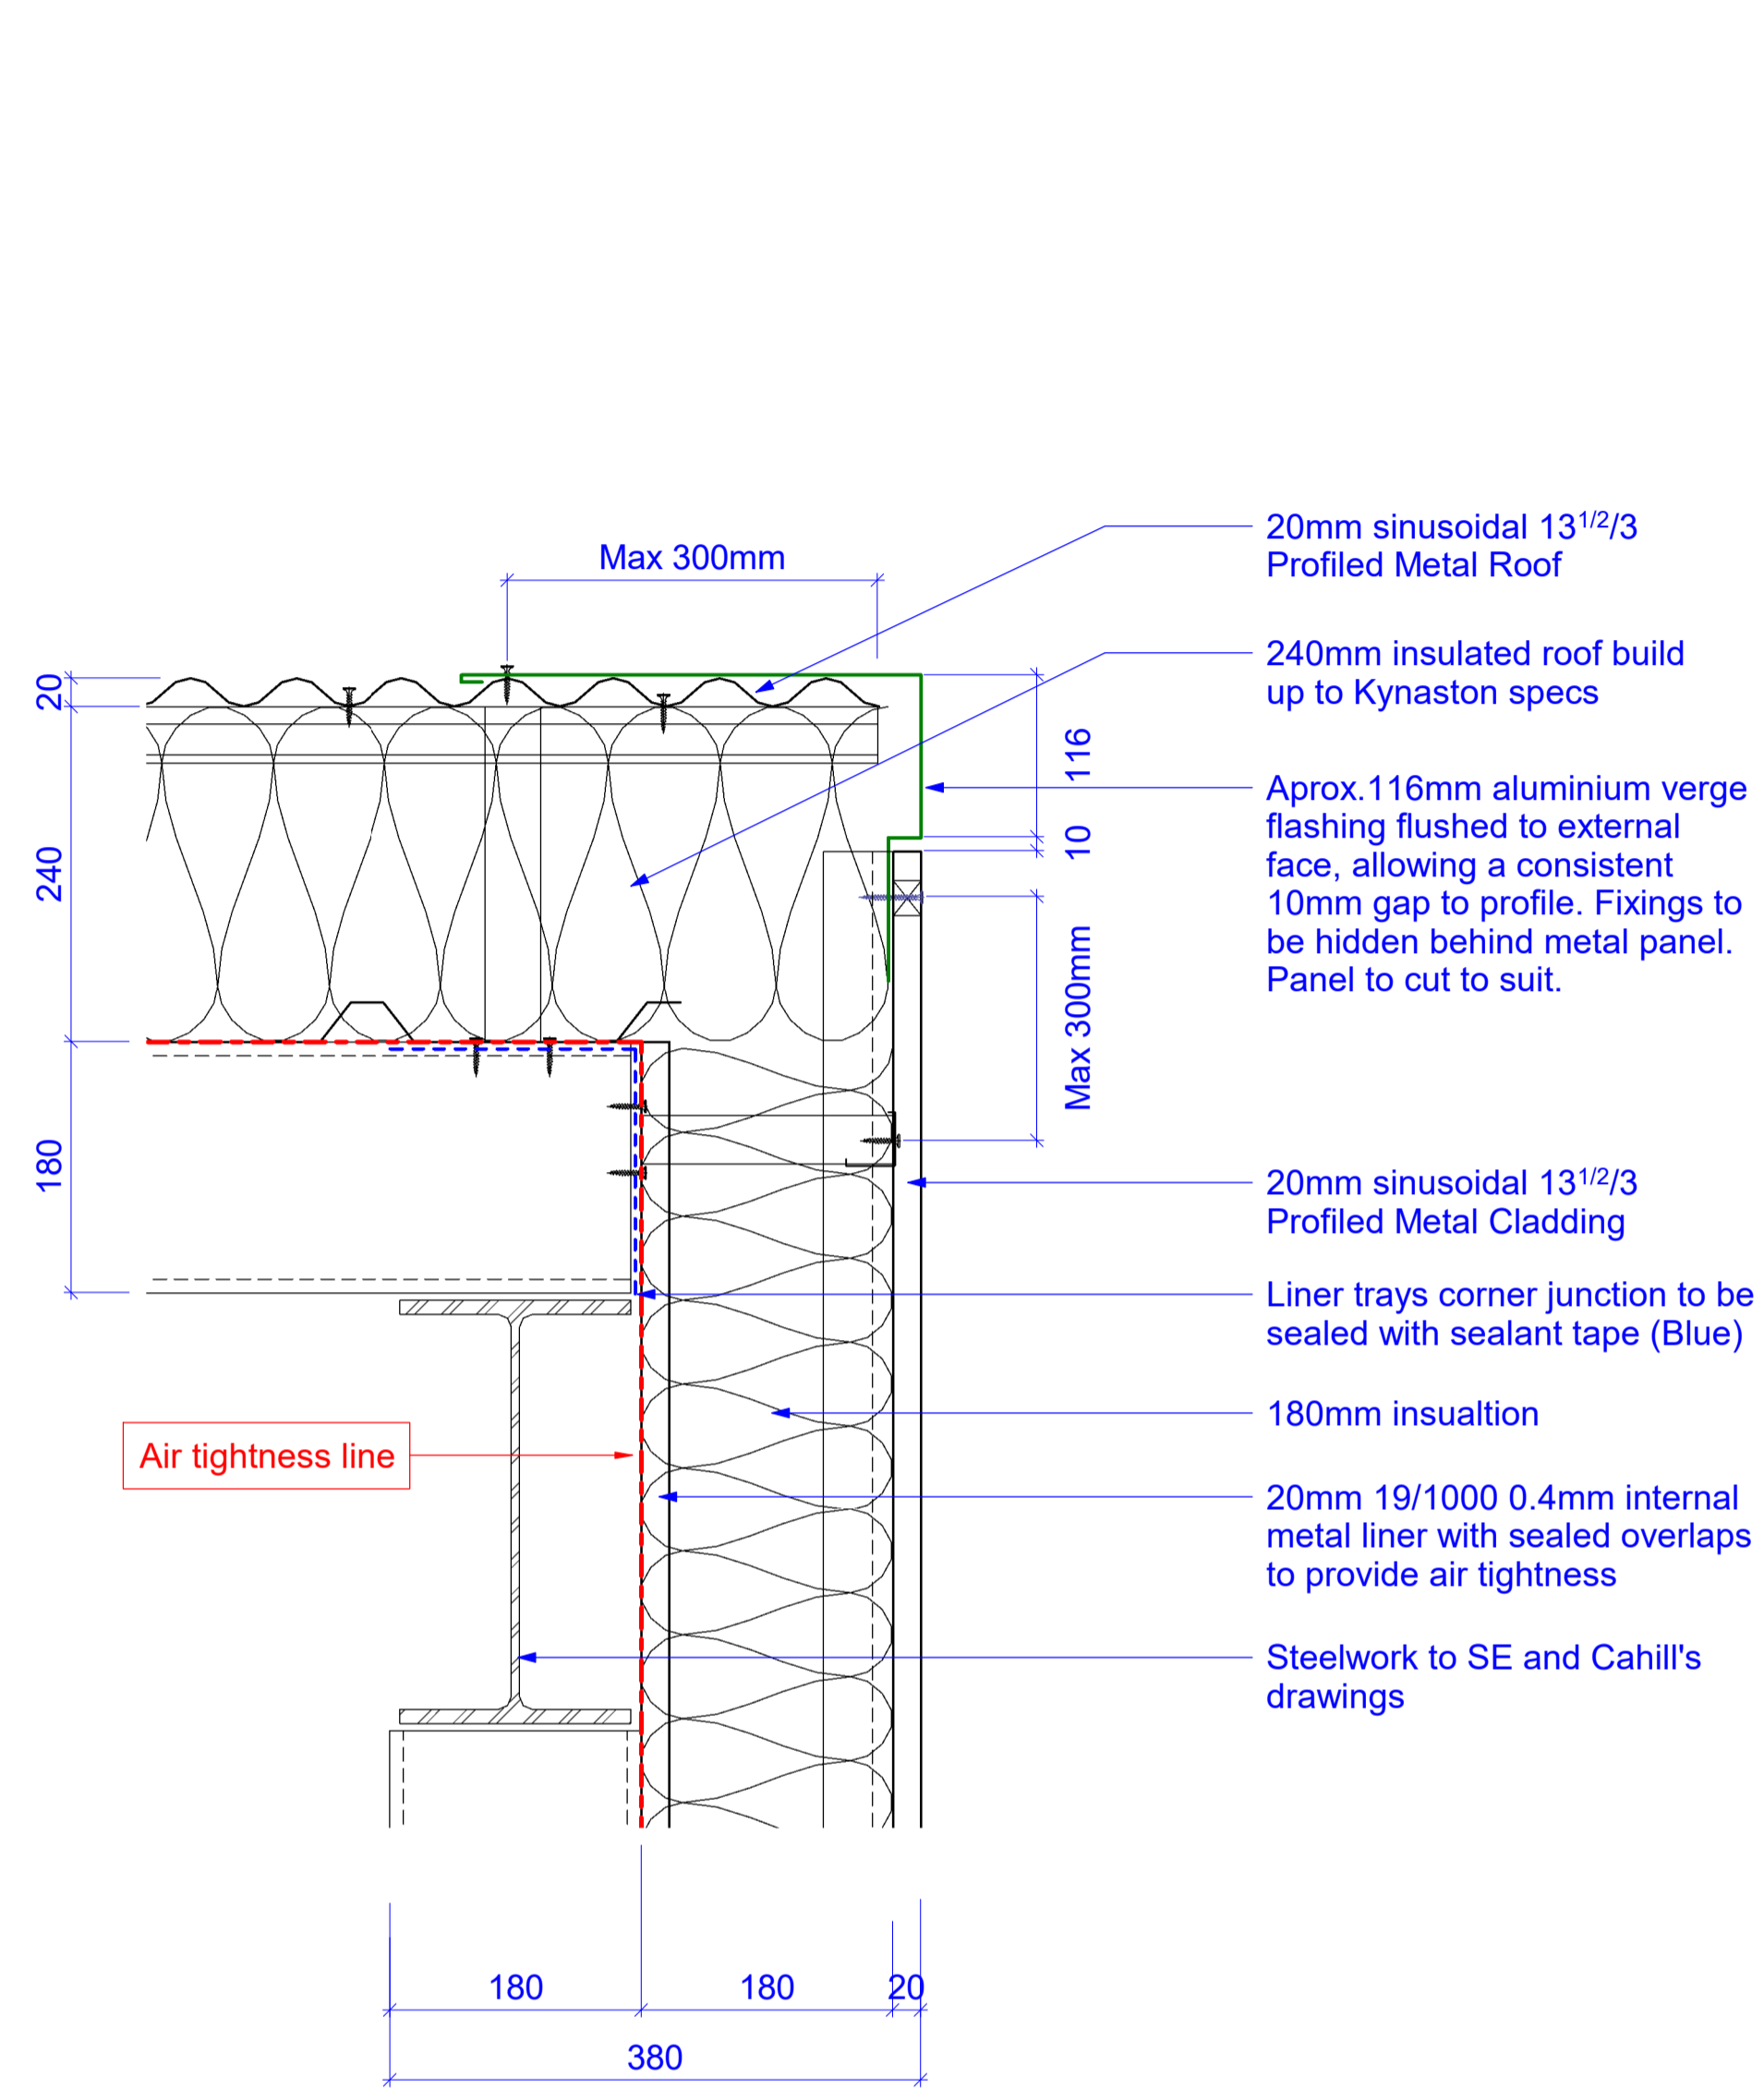 20mm sinusoidal 131/2/3
Profiled Metal Roof
Max 300mm
240mm insulated roof build
up to Kynaston specs
20
116
Aprox.116mm aluminium verge
flashing flushed to external
face, allowing a consistent
10mm gap to profile. Fixings to
be hidden behind metal panel.
Panel to cut to suit.
10
240
Max 300mm
180
20mm sinusoidal 131/2/3
Profiled Metal Cladding
Liner trays corner junction to be
sealed with sealant tape (Blue)
180mm insualtion
Air tightness line
20mm 19/1000 0.4mm internal
metal liner with sealed overlaps
to provide air tightness
Steelwork to SE and Cahill's
drawings
180 180 20
380